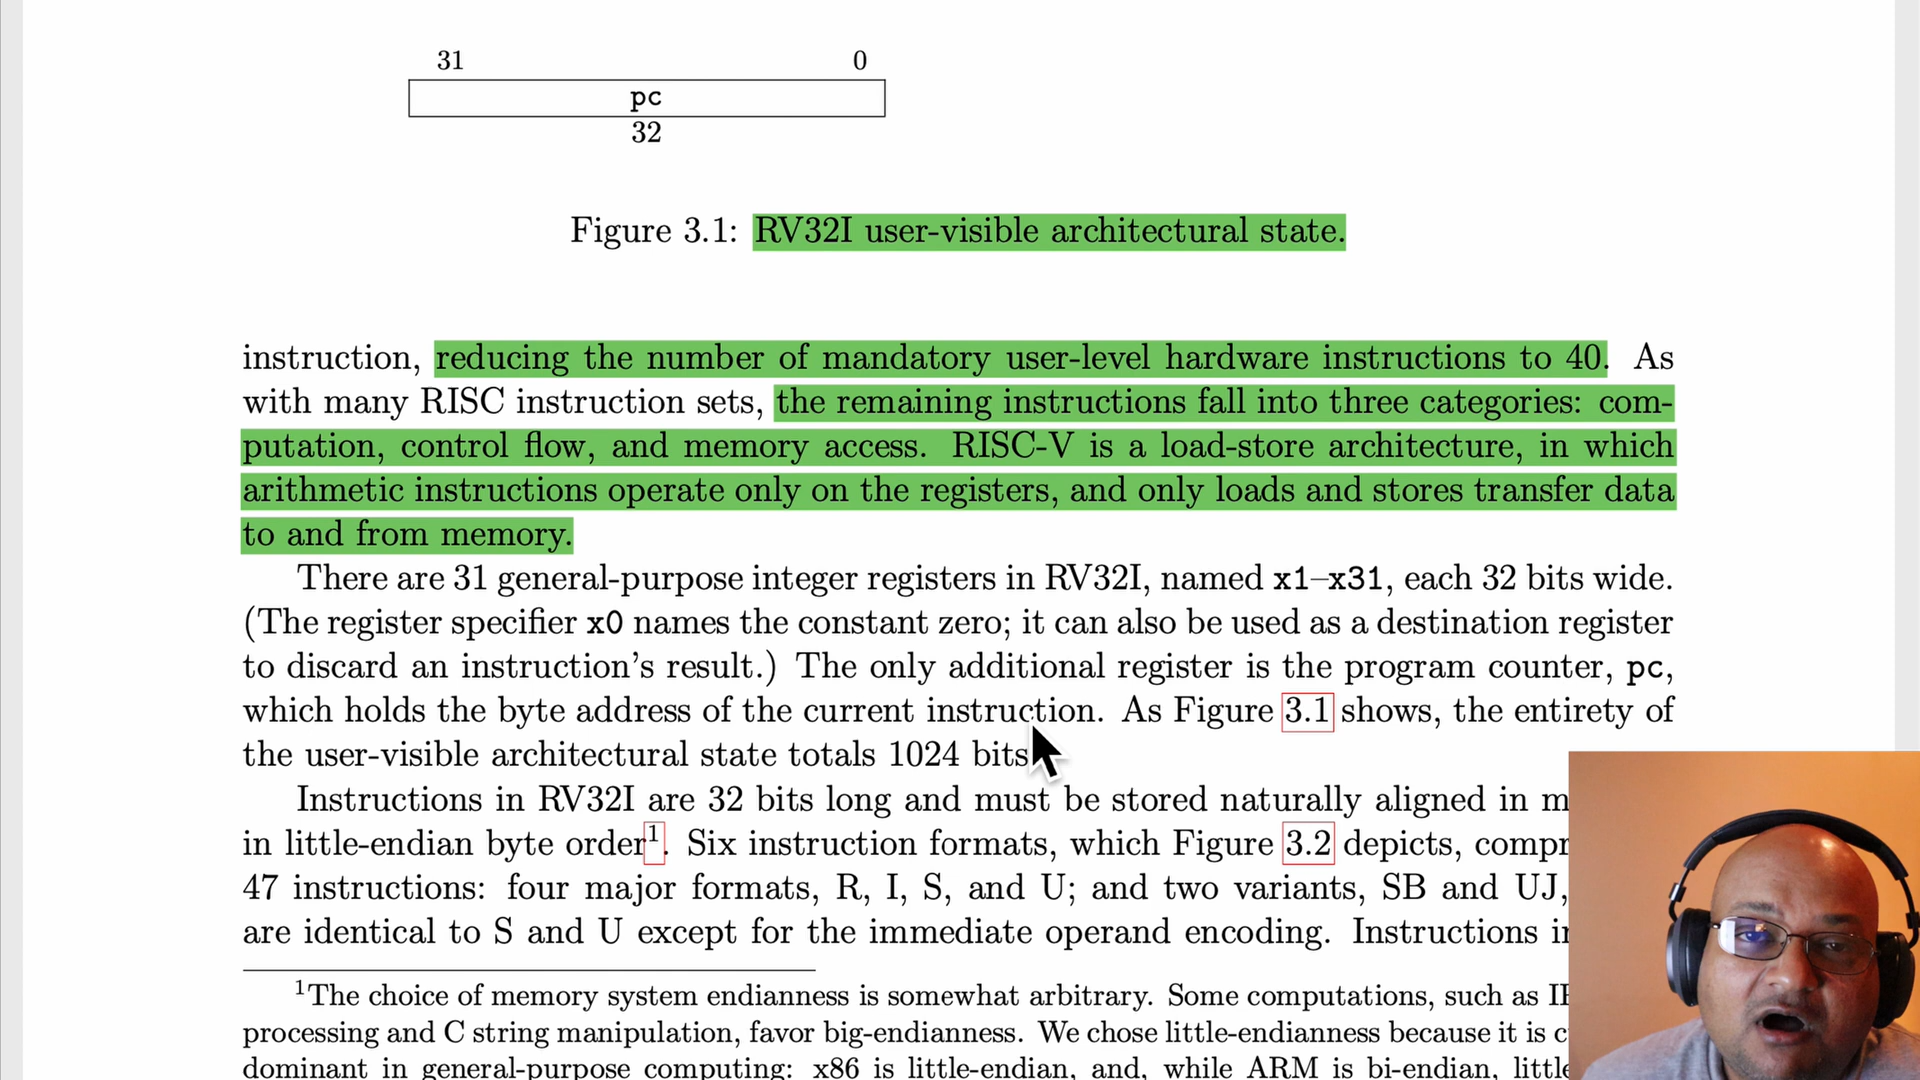 31 0
pc
32
Figure 3.1: RV32I user-visible architectural state.
instruction, reducing the number of mandatory user-level hardware instructions to 40. As
with many RISC instruction sets, the remaining instructions fall into three categories: com-
putation, control flow, and memory access. RISC-V is a load-store architecture, in which
arithmetic instructions operate only on the registers, and only loads and stores transfer data
to and from memory.
There are 31 general-purpose integer registers in RV32I, named x1–x31, each 32 bits wide.
(The register specifier x0 names the constant zero; it can also be used as a destination register
to discard an instruction's result.) The only additional register is the program counter, pc,
which holds the byte address of the current instruction. As Figure 3.1 shows, the entirety of
the user-visible architectural state totals 1024 bits
Instructions in RV32I are 32 bits long and must be stored naturally aligned in
in little-endian byte order1. Six instruction formats, which Figure 3.2 depicts,
47 instructions: four major formats, R, I, S, and U; and two variants, SB and UJ,
are identical to S and U except for the immediate operand encoding. Instructions
1The choice of memory system endianness is somewhat arbitrary. Some computations, such as
processing and C string manipulation, favor big-endianness. We chose little-endianness because it is
dominant in general-purpose computing: x86 is little-endian, and, while ARM is bi-endian,